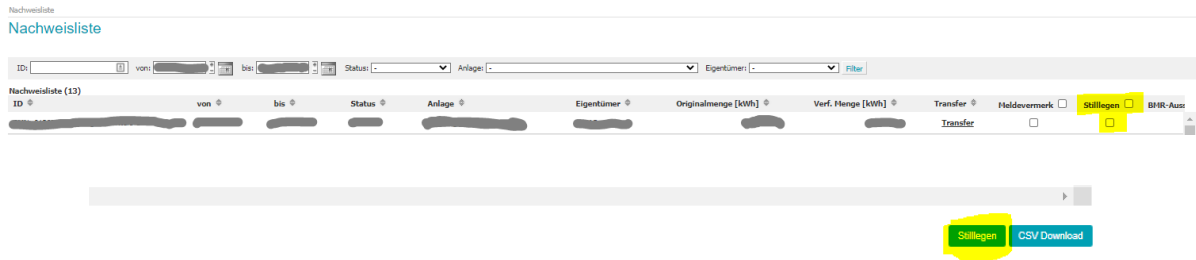 Nachweisliste
Nachweisliste
ID: von: bis: Status: - Anlage: - Eigentümer: - Filter
Nachweisliste (13)
ID von bis Status Anlage Eigentümer Originalmenge [kWh] Verf. Menge [kWh] Transfer Meldevermerk Stilllegen BMR-Ausn
Transfer
Stilllegen CSV Download